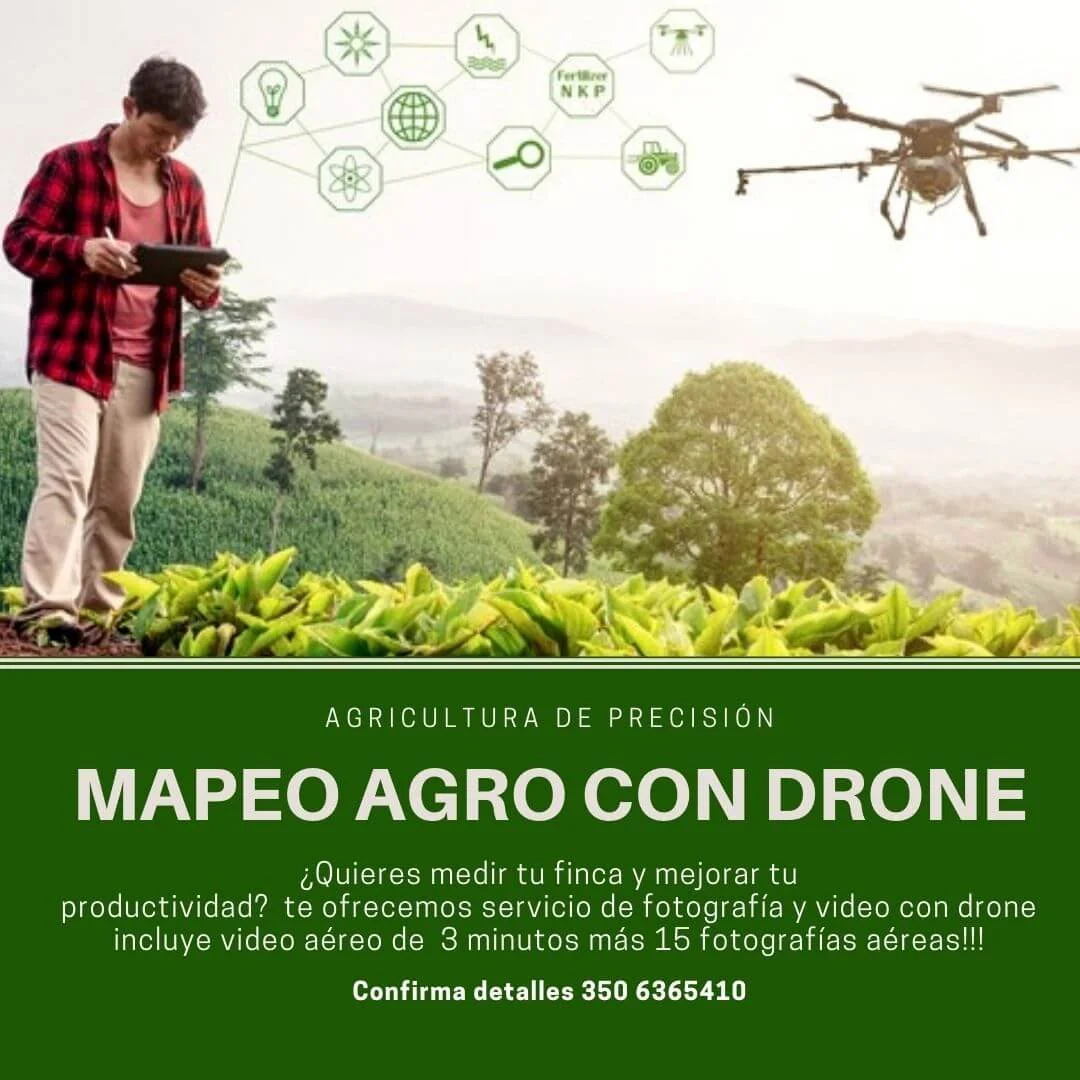 Fertilizer
N K P
AGRICULTURA DE PRECISIÓN
MAPEO AGRO CON DRONE
¿Quieres medir tu finca y mejorar tu
productividad? te ofrecemos servicio de fotografía y video con drone
incluye video aéreo de 3 minutos más 15 fotografías aéreas!!!
Confirma detalles 350 6365410